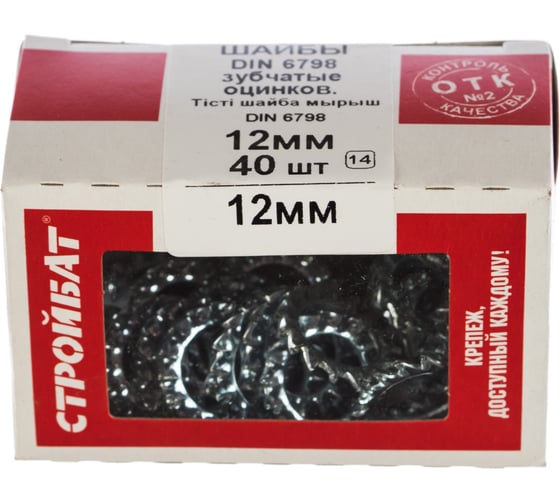 ШАЙБЫ
DIN 6798
зубчатые
оцинков.
Тісті шайба мырыш
DIN 6798
12мм
40 шт 14
12мм
КОНТРОЛЬ
ОТК
№2
КАЧЕСТВА
СТРОЙБАТ®
КРЕПЕЖ,
ДОСТУПНЫЙ КАЖДОМУ!